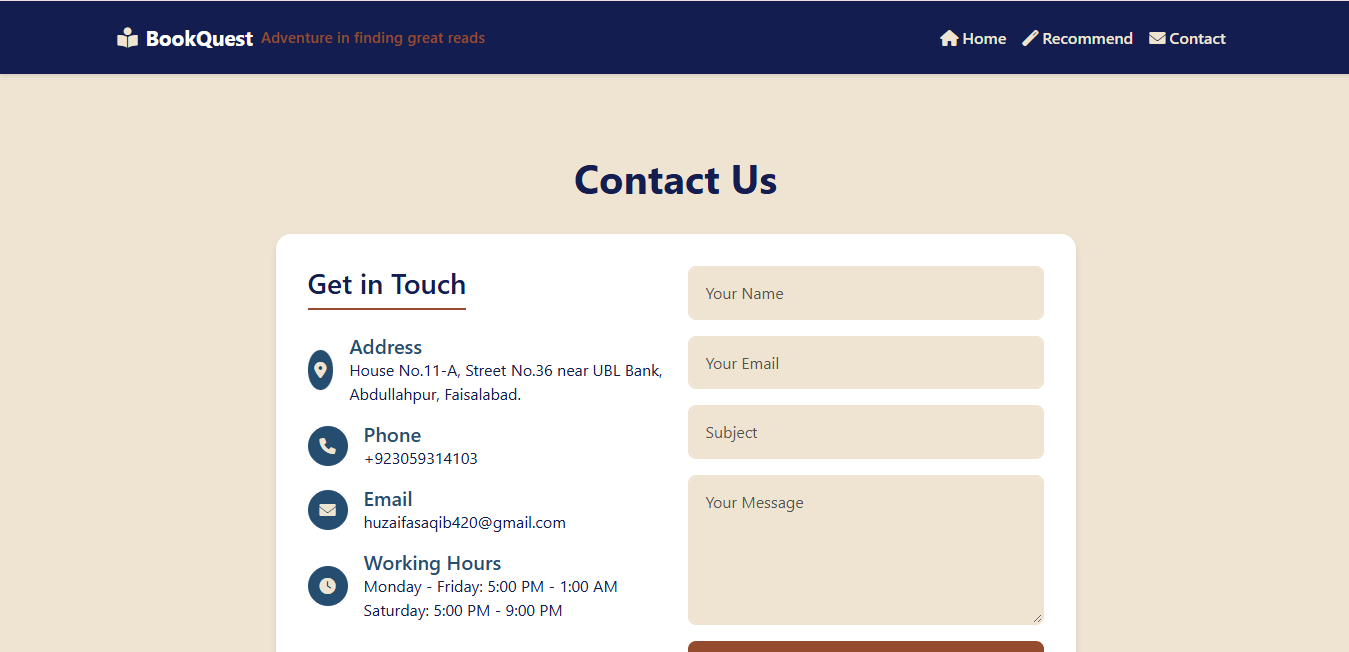 BookQuest Adventure in finding great reads
Home Recommend Contact
Contact Us
Get in Touch
Address
House No.11-A, Street No.36 near UBL Bank,
Abdullahpur, Faisalabad.
Phone
+923059314103
Email
huzaifasaqib420@gmail.com
Working Hours
Monday - Friday: 5:00 PM - 1:00 AM
Saturday: 5:00 PM - 9:00 PM
Your Name
Your Email
Subject
Your Message